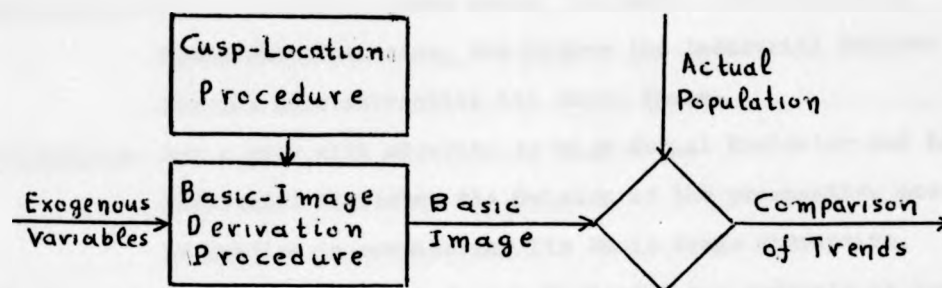 Cusp-Location
Procedure
Actual
Population
Exogenous
Variables
Basic-Image
Derivation
Procedure
Basic
Image
Comparison
of Trends